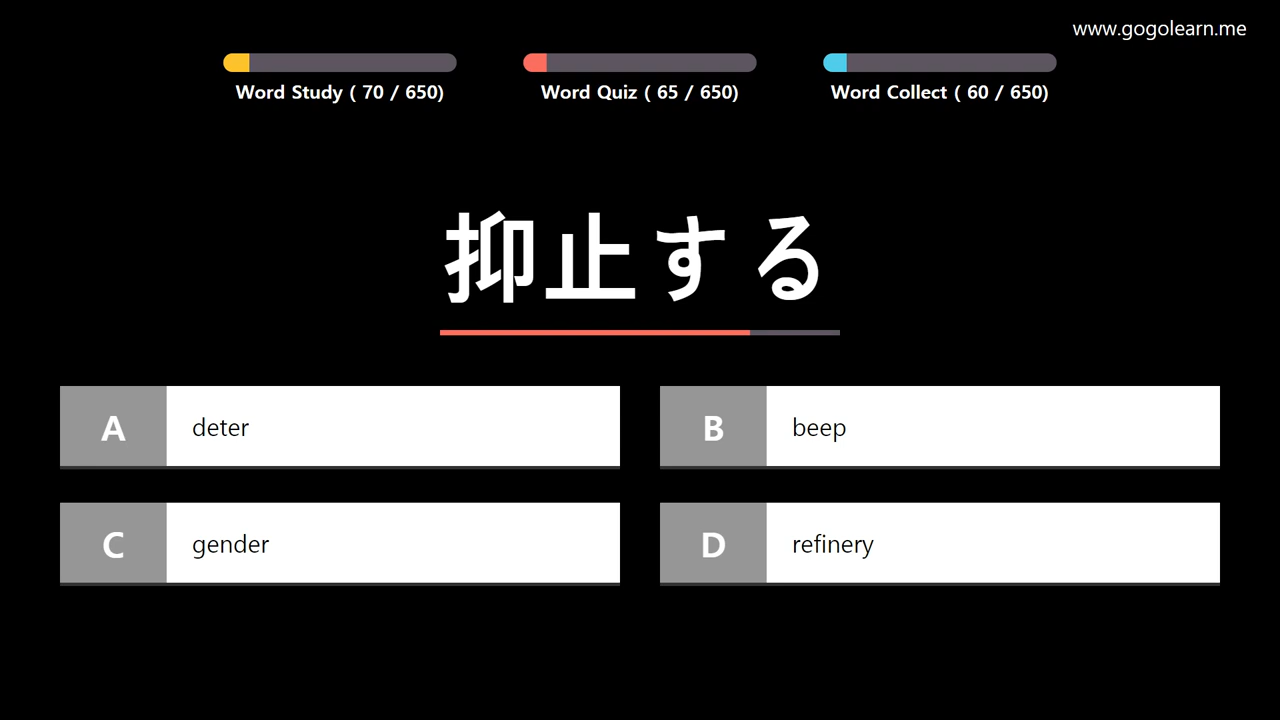 www.gogolearn.me
Word Study ( 70 / 650)
Word Quiz ( 65 / 650)
Word Collect ( 60 / 650)
抑止する
A deter
B beep
C gender
D refinery